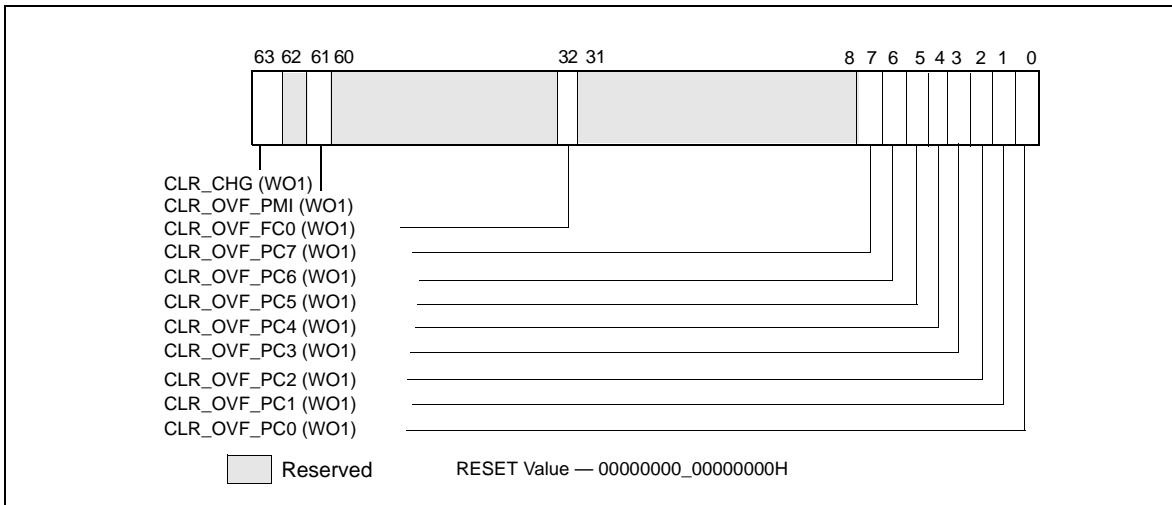 63 62 61 60 32 31 8 7 6 5 4 3 2 1 0
CLR_CHG (WO1)
CLR_OVF_PMI (WO1)
CLR_OVF_FC0 (WO1)
CLR_OVF_PC7 (WO1)
CLR_OVF_PC6 (WO1)
CLR_OVF_PC5 (WO1)
CLR_OVF_PC4 (WO1)
CLR_OVF_PC3 (WO1)
CLR_OVF_PC2 (WO1)
CLR_OVF_PC1 (WO1)
CLR_OVF_PC0 (WO1)
Reserved RESET Value — 00000000_00000000H